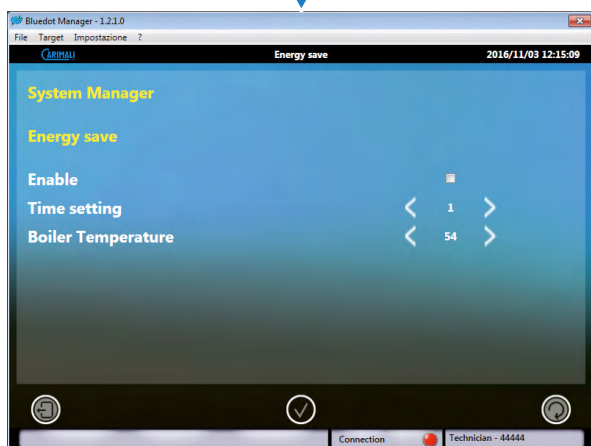 Bluedot Manager - 1.2.1.0
File Target Impostazione ?
CARIMALI Energy save 2016/11/03 12:15:09
System Manager
Energy save
Enable
Time setting 1
Boiler Temperature 54
Connection Technician - 44444